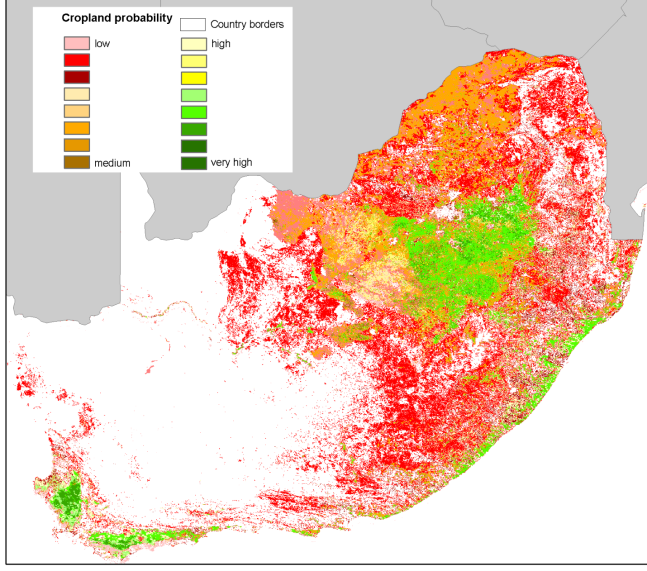 Cropland probability
Country borders
low
high
medium
very high